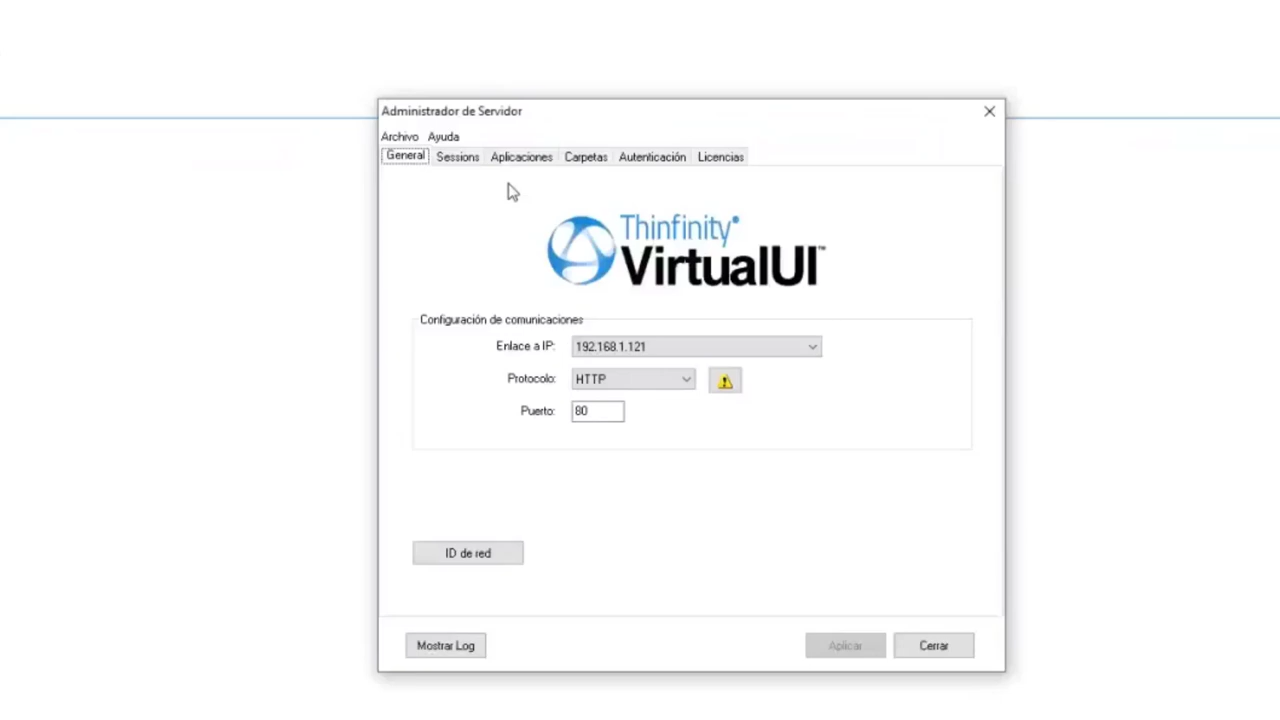 Administrador de Servidor
Archivo Ayuda
General Sessions Aplicaciones Carpetas Autenticación Licencias
Thinfinity®
VirtualUI™
Configuración de comunicaciones
Enlace a IP: 192.168.1.121
Protocolo: HTTP
Puerto: 80
ID de red
Mostrar Log Aplicar Cerrar